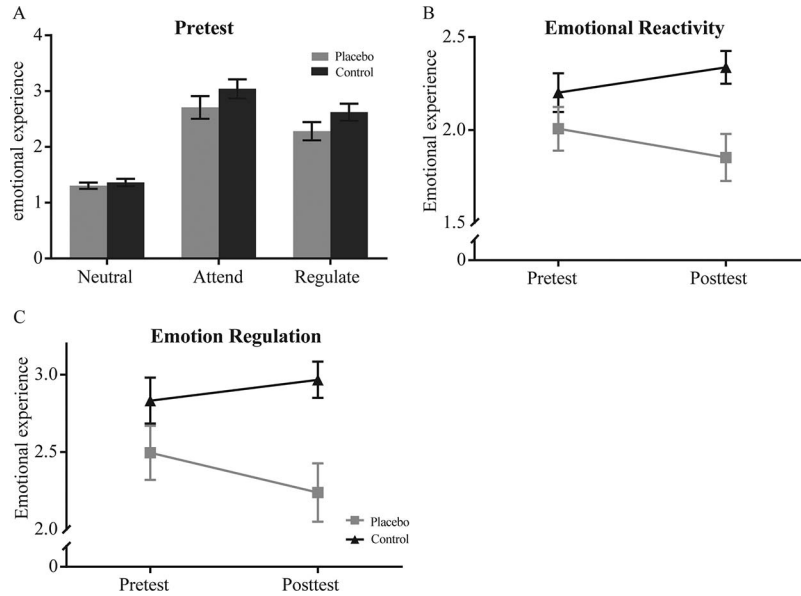 A
Pretest
Placebo
Control
emotional experience
4
3
2
1
0
Neutral
Attend
Regulate
B
Emotional Reactivity
Emotional experience
2.5
2.0
1.5
0
Pretest
Posttest
C
Emotion Regulation
Emotional experience
3.0
2.5
2.0
0
Placebo
Control
Pretest
Posttest